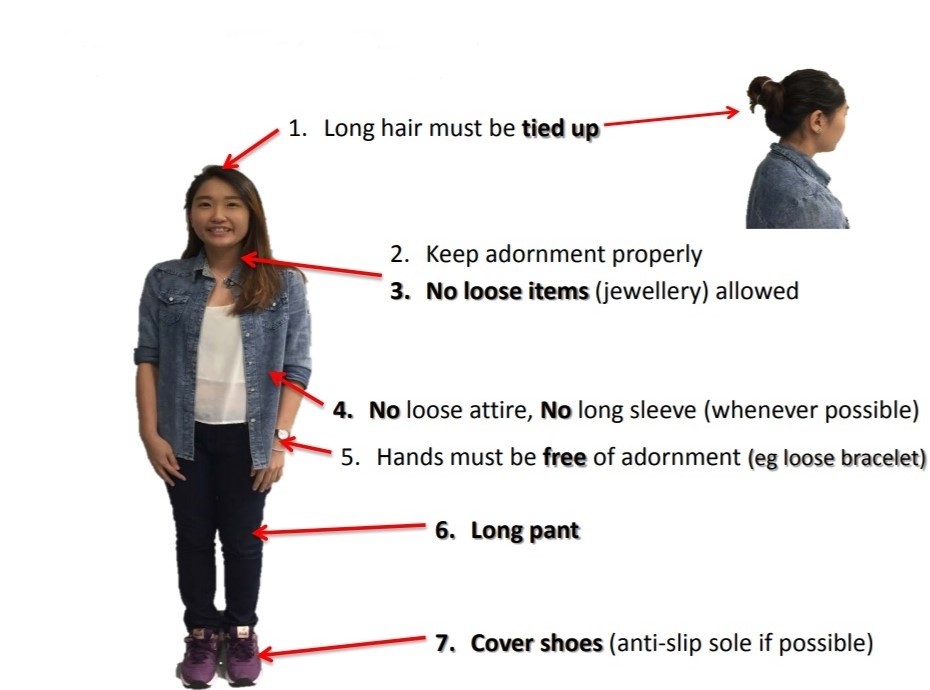 1. Long hair must be tied up
2. Keep adornment properly
3. No loose items (jewellery) allowed
4. No loose attire, No long sleeve (whenever possible)
5. Hands must be free of adornment (eg loose bracelet)
6. Long pant
7. Cover shoes (anti-slip sole if possible)